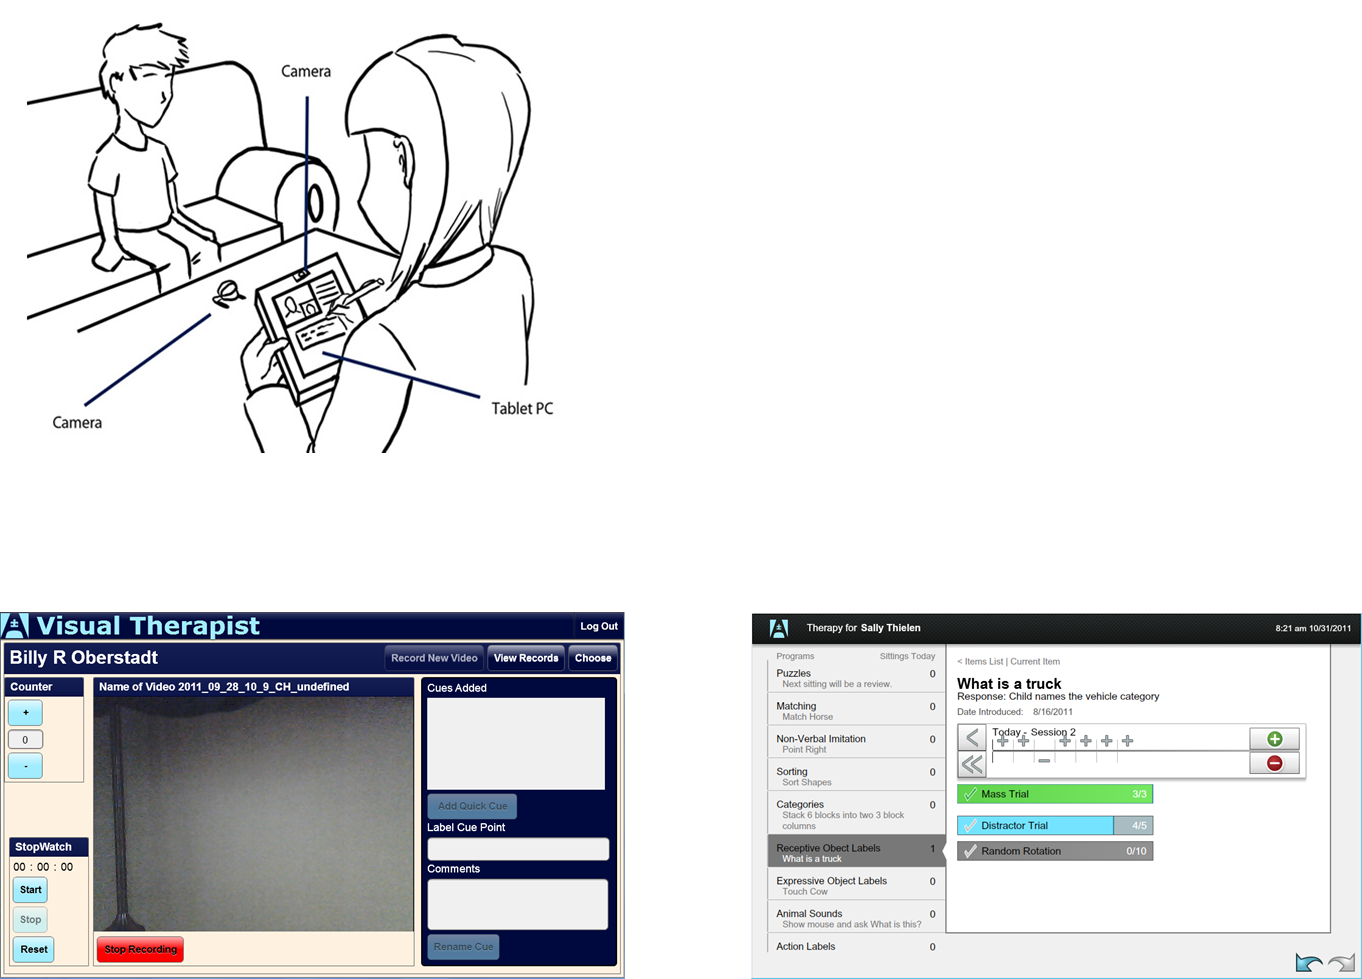 Camera
Camera
Tablet PC
Visual Therapist
Log Out
Billy R Oberstadt
Record New Video
View Records
Choose
Counter
+
0
-
StopWatch
00 : 00 : 00
Start
Stop
Reset
Name of Video 2011_09_28_10_9_CH_undefined
Stop Recording
Cues Added
Add Quick Cue
Label Cue Point
Comments
Rename Cue
Therapy for Sally Thielen
8:21 am 10/31/2011
Programs Sittings Today
Puzzles 0
Next sitting will be a review.
Matching 0
Match Horse
Non-Verbal Imitation 0
Point Right
Sorting 0
Sort Shapes
Categories 0
Stack 6 blocks into two 3 block
columns
Receptive Obect Labels 1
What is a truck
Expressive Object Labels 0
Touch Cow
Animal Sounds 0
Show mouse and ask What is this?
Action Labels 0
< Items List | Current Item
What is a truck
Response: Child names the vehicle category
Date Introduced: 8/16/2011
Today - Session 2
Mass Trial 3/3
Distractor Trial 4/5
Random Rotation 0/10